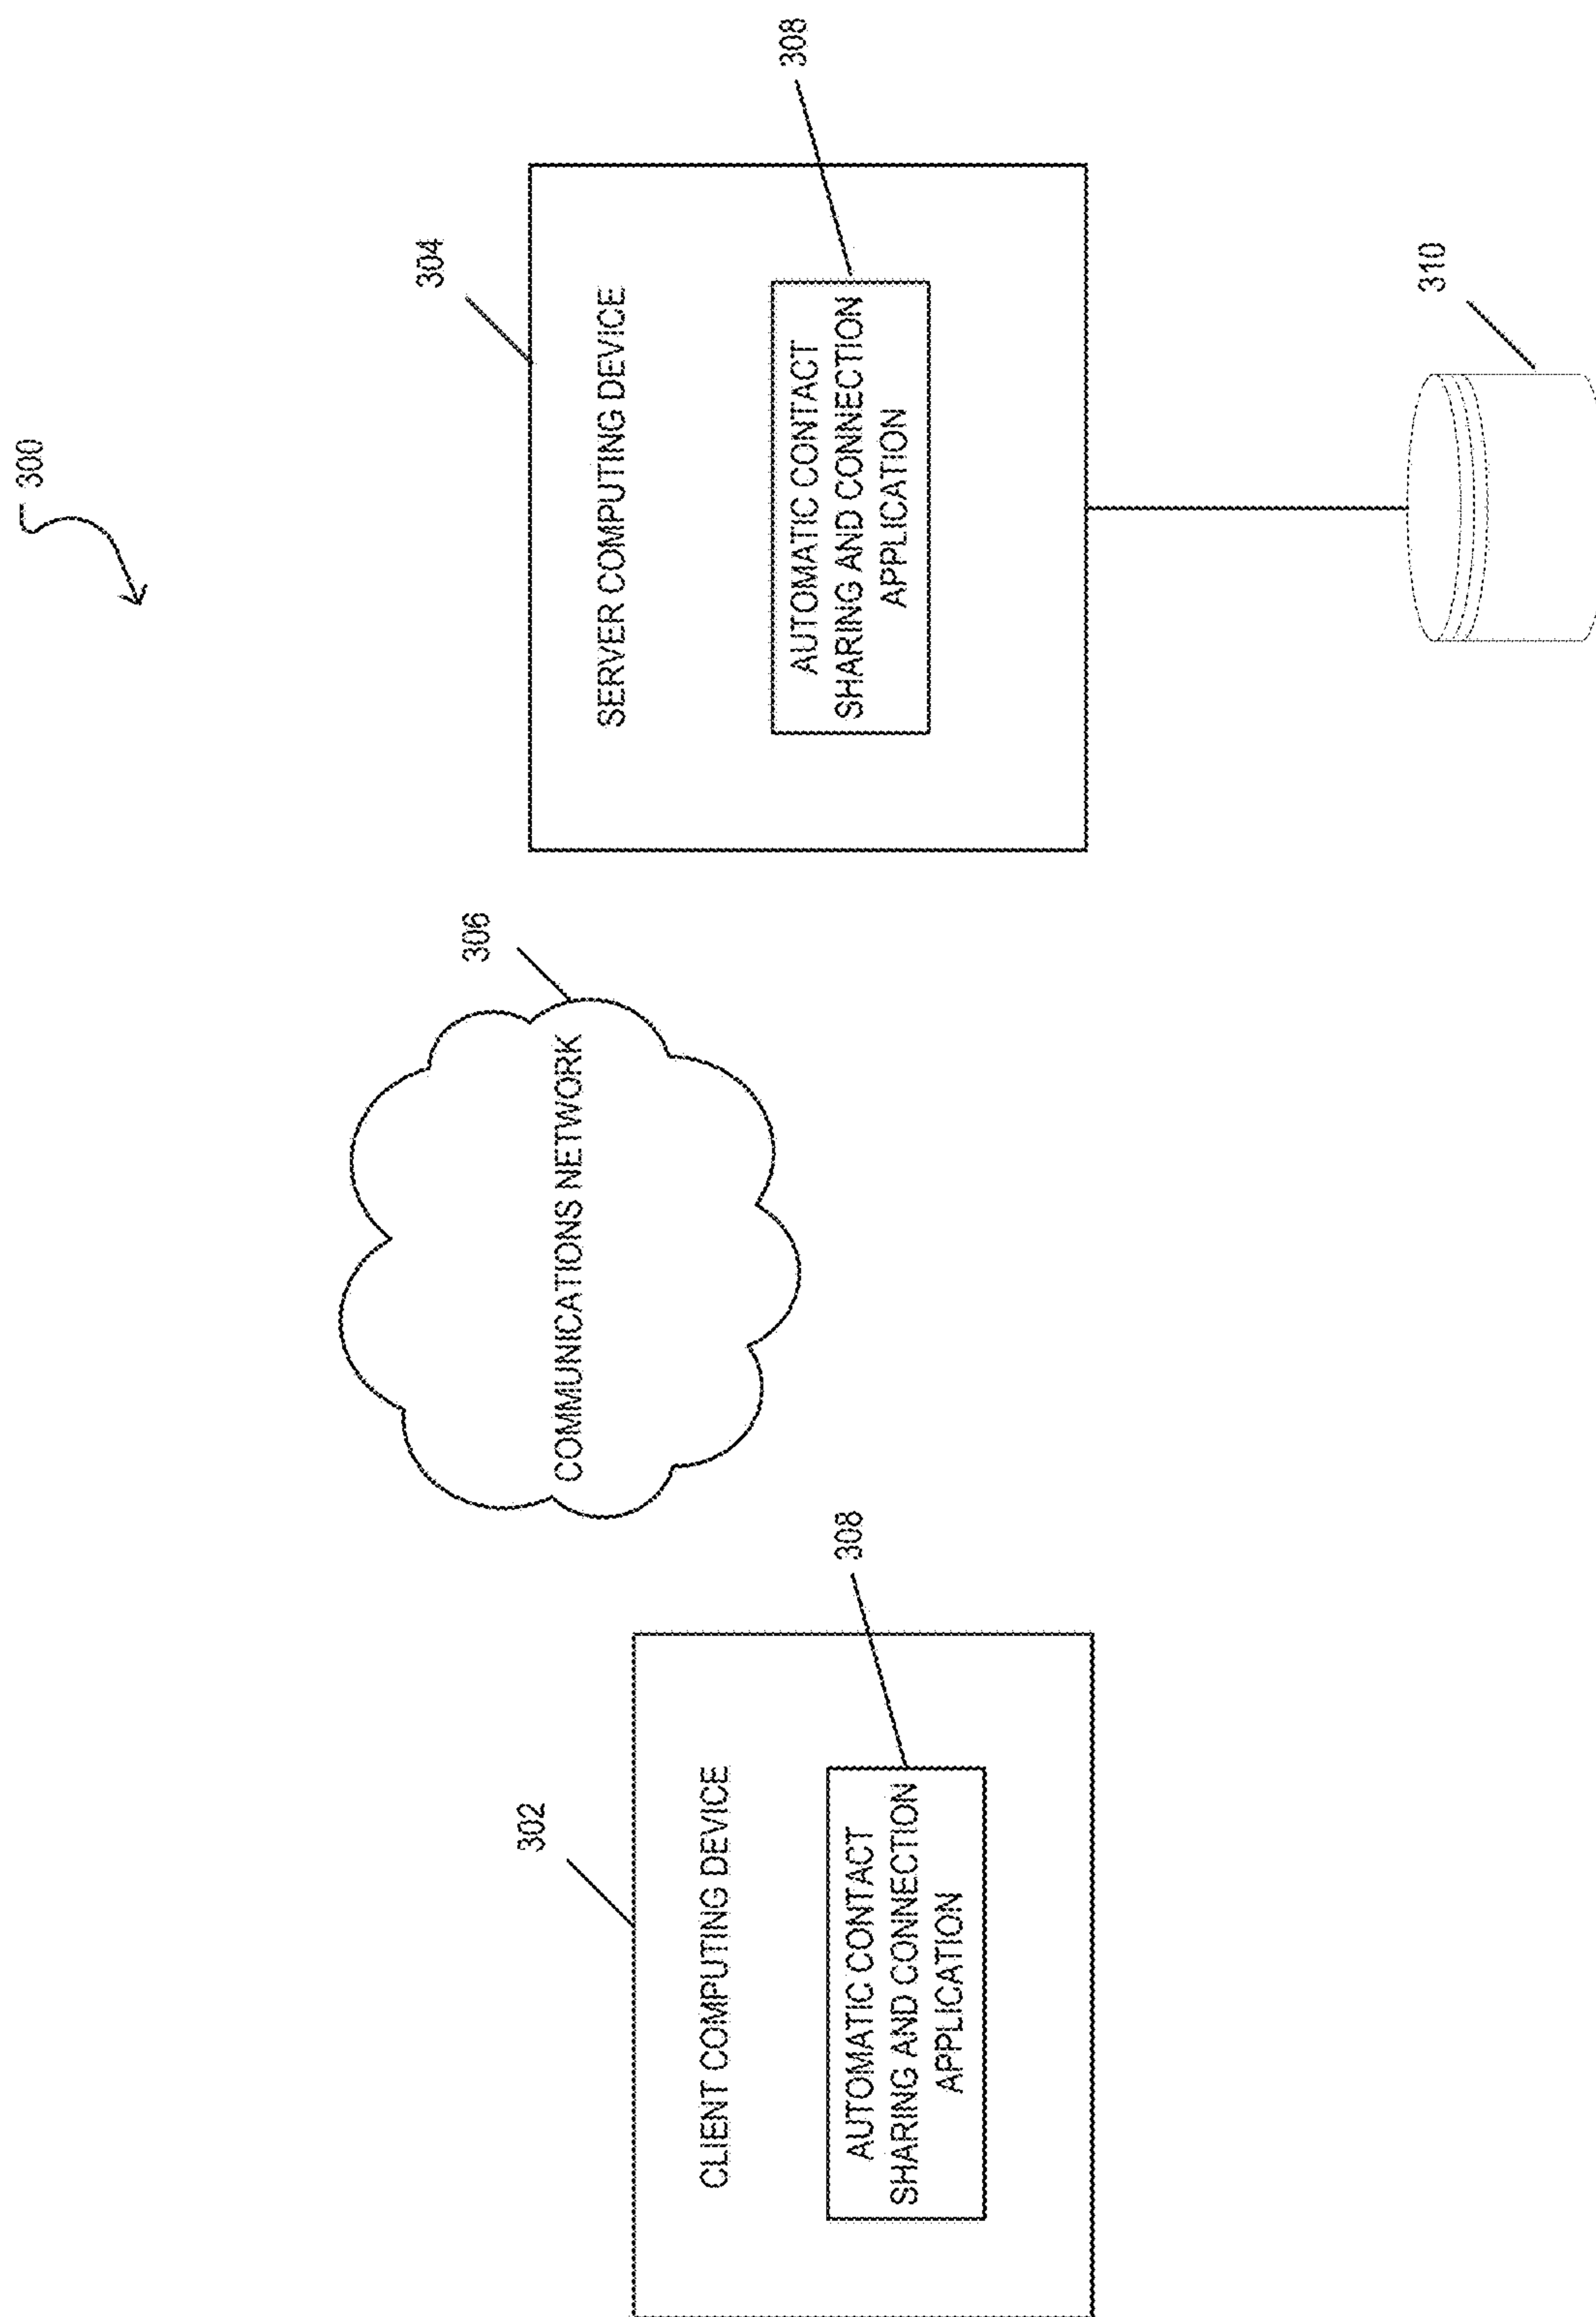 300
302
CLIENT COMPUTING DEVICE
308
AUTOMATIC CONTACT
SHARING AND CONNECTION
APPLICATION
306
COMMUNICATIONS NETWORK
304
SERVER COMPUTING DEVICE
308
AUTOMATIC CONTACT
SHARING AND CONNECTION
APPLICATION
310